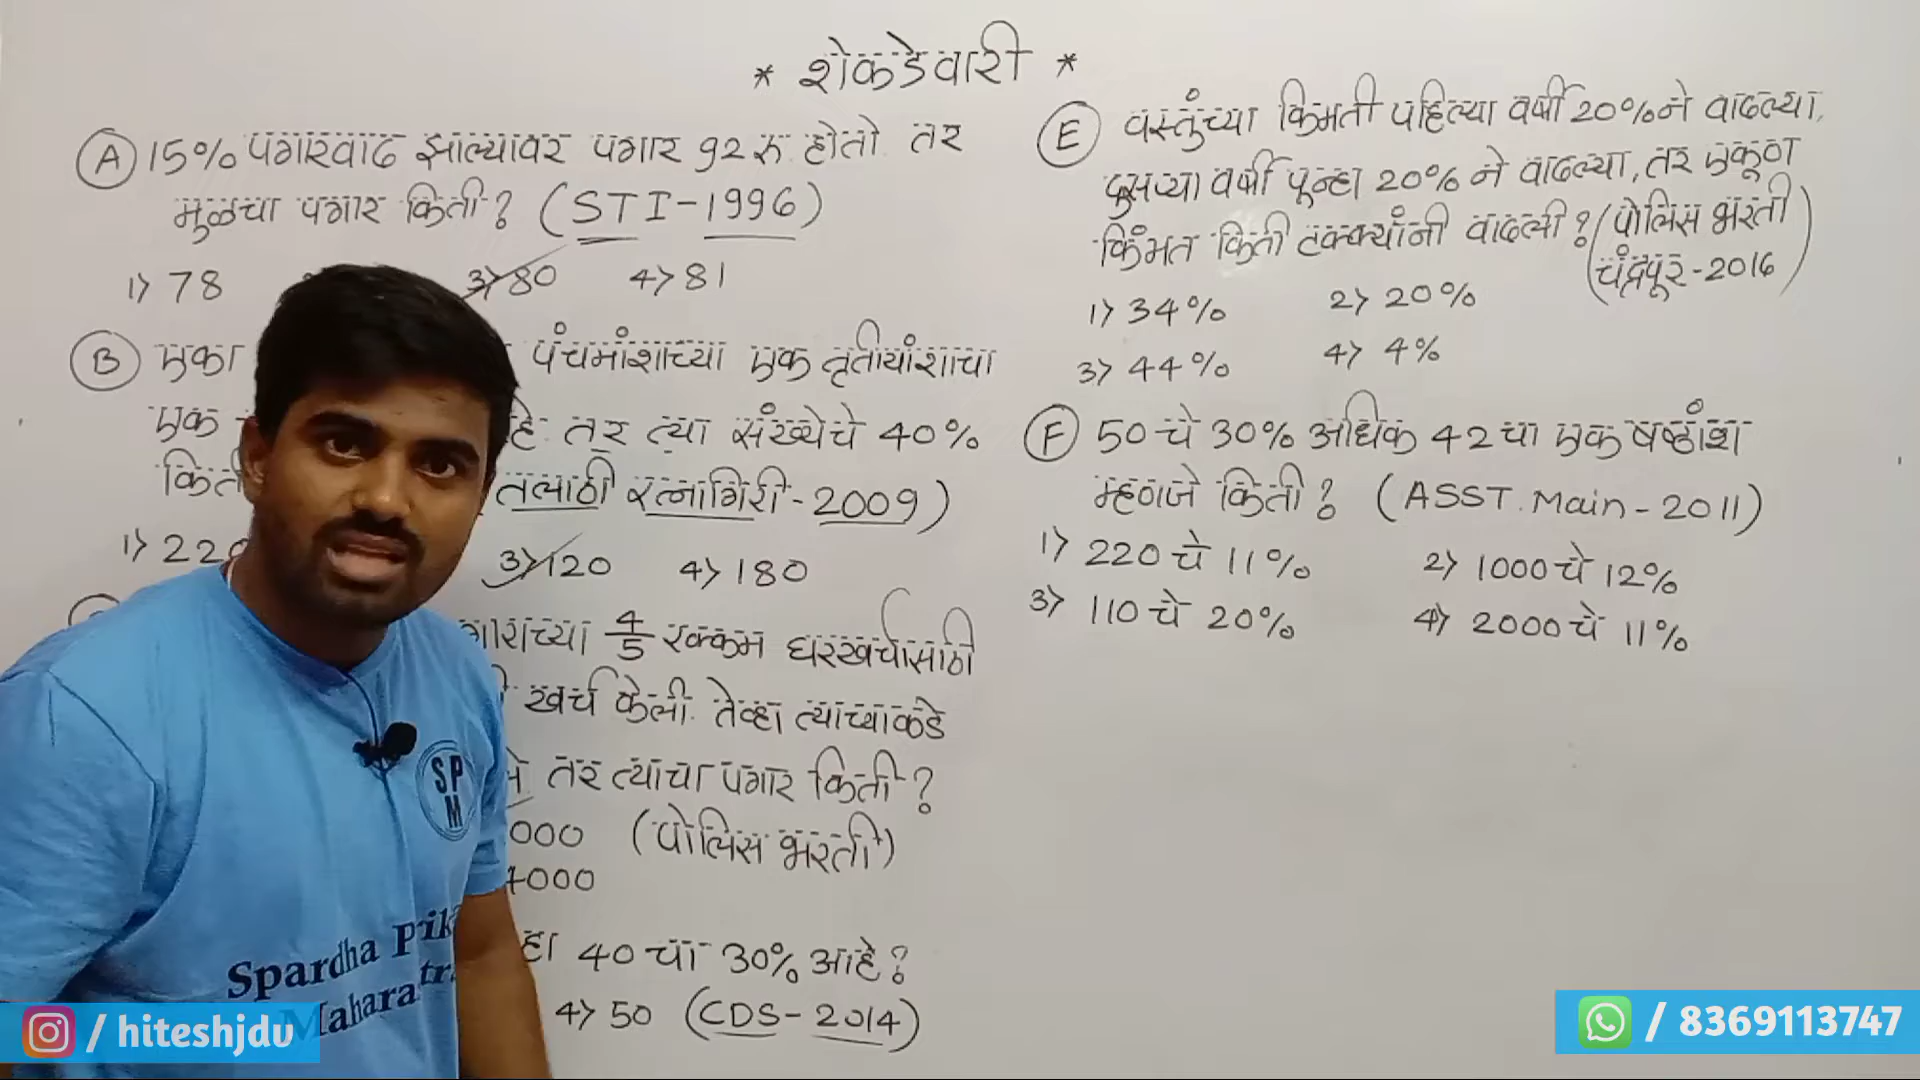 * शेकडेवारी *
A 15% पगारवाढ झाल्यावर पगार 92 रु. होतो तर
मुळचा पगार किती? (STI-1996)
1> 78 3> 80 4> 81
B एका पंचमांशाच्या एक तृतीयांशाचा
एक तर त्या संख्येचे 40%
तलाठी रत्नागिरी-2009)
1> 220 3> 120 4> 180
4/5 रक्कम घरखर्चासाठी
खर्च केली. तेव्हा त्याच्याकडे
तर त्याचा पगार किती?
000 (पोलिस भरती)
4000
40 चा 30% आहे?
4> 50 (CDS-2014)
E वस्तुंच्या किंमती पहिल्या वर्षी 20% ने वाढल्या,
दुसऱ्या वर्षी पून्हा 20% ने वाढल्या, तर एकूण
किंमत किती टक्क्यांनी वाढली? (पोलिस भरती
चंद्रपूर-2016)
1> 34% 2> 20%
3> 44% 4> 4%
F 50 चे 30% अधिक 42 चा एक षष्ठांश
म्हणजे किती? (ASST. Main-2011)
1> 220 चे 11% 2> 1000 चे 12%
3> 110 चे 20% 4> 2000 चे 11%
SP
M
Spardha
Mahara
/ hiteshjdu
/ 8369113747